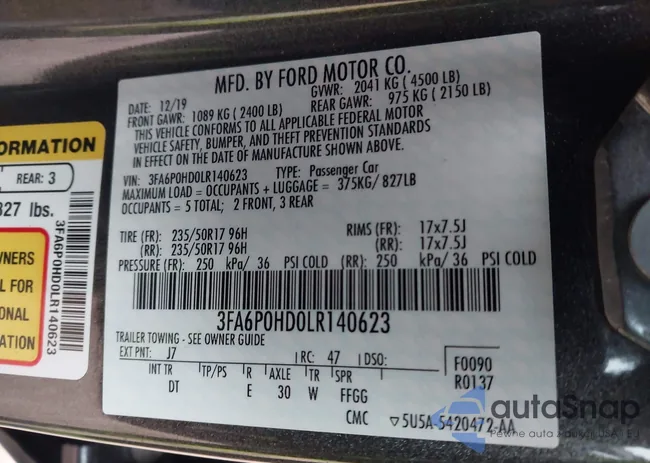 MFD. BY FORD MOTOR CO.
DATE: 12/19 GVWR: 2041 KG (4500 LB)
FRONT GAWR: 1089 KG (2400 LB) REAR GAWR: 975 KG (2150 LB)
THIS VEHICLE CONFORMS TO ALL APPLICABLE FEDERAL MOTOR
VEHICLE SAFETY, BUMPER, AND THEFT PREVENTION STANDARDS
IN EFFECT ON THE DATE OF MANUFACTURE SHOWN ABOVE.
VIN: 3FA6P0HD0LR140623 TYPE: Passenger Car
MAXIMUM LOAD = OCCUPANTS + LUGGAGE = 375KG/ 827LB
OCCUPANTS = 5 TOTAL; 2 FRONT, 3 REAR
TIRE (FR): 235/50R17 96H RIMS (FR): 17x7.5J
(RR): 235/50R17 96H (RR): 17x7.5J
PRESSURE (FR): 250 kPa/ 36 PSI COLD (RR): 250 kPa/ 36 PSI COLD
3FA6P0HD0LR140623
TRAILER TOWING - SEE OWNER GUIDE
EXT PNT: J7 RC: 47 DSO: F0090
INT TR TP/PS R AXLE TR SPR R0137
DT E 30 W FFGG
CMC ▽5U5A-5420472-AA
ORMATION
REAR: 3
827 lbs.
OWNERS
L FOR
ONAL
ION
3FA6P0HD0LR140623
autoSnap
Pewne auto